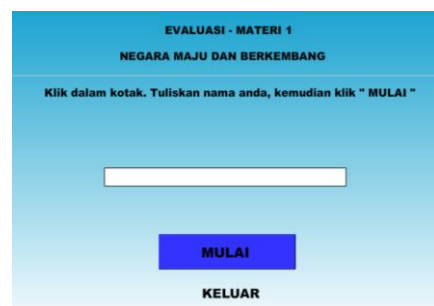 EVALUASI - MATERI 1
NEGARA MAJU DAN BERKEMBANG
Klik dalam kotak. Tuliskan nama anda, kemudian klik " MULAI "
MULAI
KELUAR